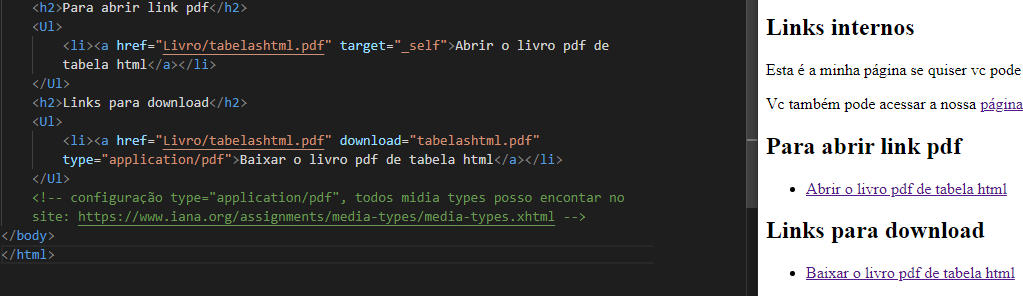 <h2>Para abrir link pdf</h2>
<Ul>
<li><a href="Livro/tabelashtml.pdf" target="_self">Abrir o livro pdf de
tabela html</a></li>
</Ul>
<h2>Links para download</h2>
<Ul>
<li><a href="Livro/tabelashtml.pdf" download="tabelashtml.pdf"
type="application/pdf">Baixar o livro pdf de tabela html</a></li>
</Ul>
<!-- configuração type="application/pdf", todos midia types posso encontar no
site: https://www.iana.org/assignments/media-types/media-types.xhtml -->
</body>
</html>
Links internos
Esta é a minha página se quiser vc pode
Vc também pode acessar a nossa página
Para abrir link pdf
Abrir o livro pdf de tabela html
Links para download
Baixar o livro pdf de tabela html